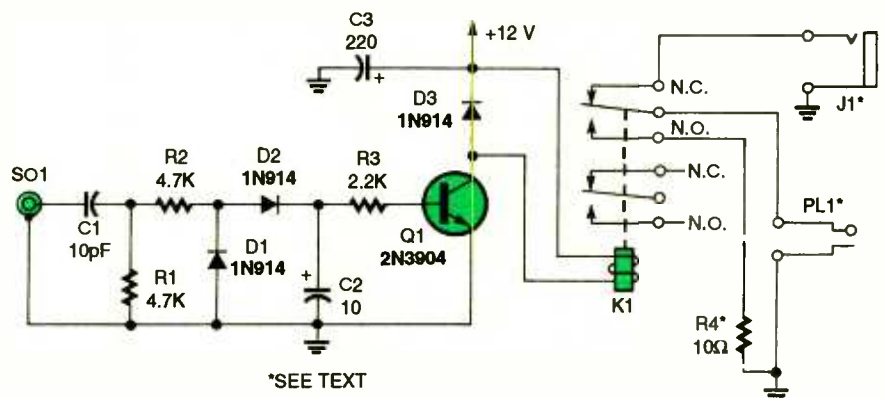 C3
220
+
+12 V
D3
1N914
N.C.
N.O.
N.C.
N.O.
J1*
SO1
C1
10pF
R2
4.7K
D2
1N914
R3
2.2K
R1
4.7K
D1
1N914
+
C2
10
Q1
2N3904
K1
PL1*
R4*
10Ω
*SEE TEXT